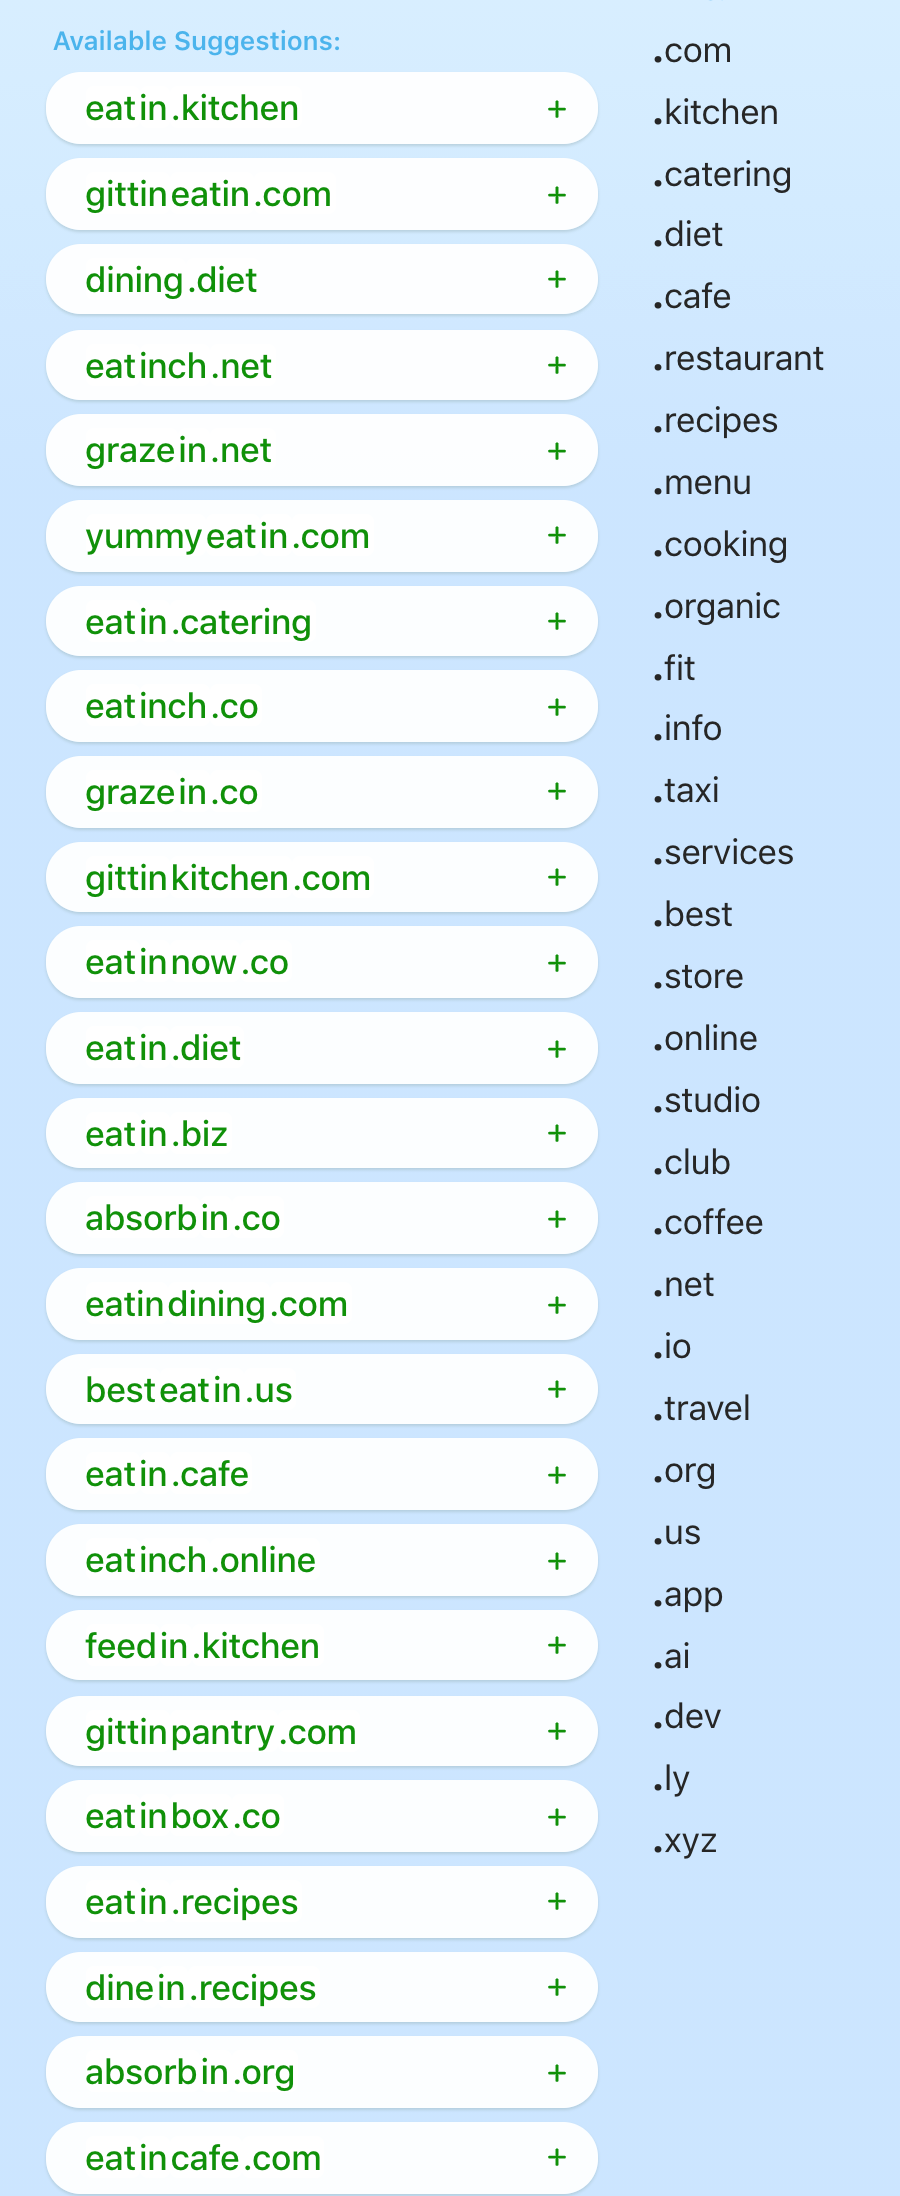 Available Suggestions:
eatin.kitchen +
gittineatin.com +
dining.diet +
eatinch.net +
grazein.net +
yummyeatin.com +
eatin.catering +
eatinch.co +
grazein.co +
gittinkitchen.com +
eatinnow.co +
eatin.diet +
eatin.biz +
absorbin.co +
eatindining.com +
besteatin.us +
eatin.cafe +
eatinch.online +
feedin.kitchen +
gittinpantry.com +
eatinbox.co +
eatin.recipes +
dinein.recipes +
absorbin.org +
eatincafe.com +
.com
.kitchen
.catering
.diet
.cafe
.restaurant
.recipes
.menu
.cooking
.organic
.fit
.info
.taxi
.services
.best
.store
.online
.studio
.club
.coffee
.net
.io
.travel
.org
.us
.app
.ai
.dev
.ly
.xyz